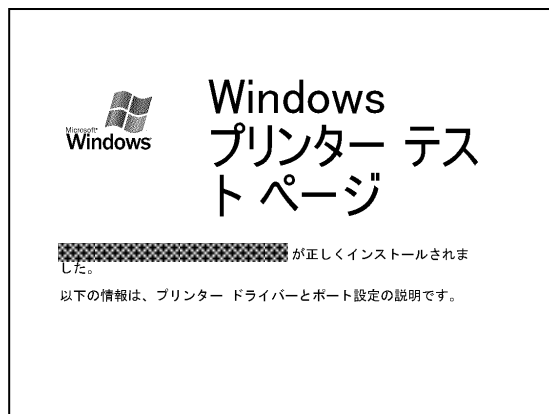 Microsoft
Windows
Windows
プリンター テス
ト ページ
が正しくインストールされま
した。
以下の情報は、プリンター ドライバーとポート設定の説明です。